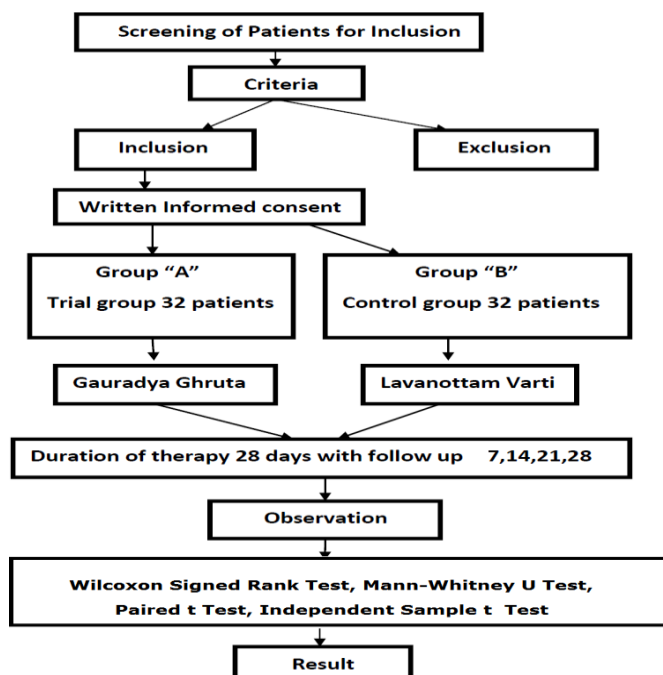 Screening of Patients for Inclusion
Criteria
Inclusion
Exclusion
Written Informed consent
Group “A”
Trial group 32 patients
Group “B”
Control group 32 patients
Gauradya Ghruta
Lavanottam Varti
Duration of therapy 28 days with follow up 7,14,21,28
Observation
Wilcoxon Signed Rank Test, Mann-Whitney U Test,
Paired t Test, Independent Sample t Test
Result